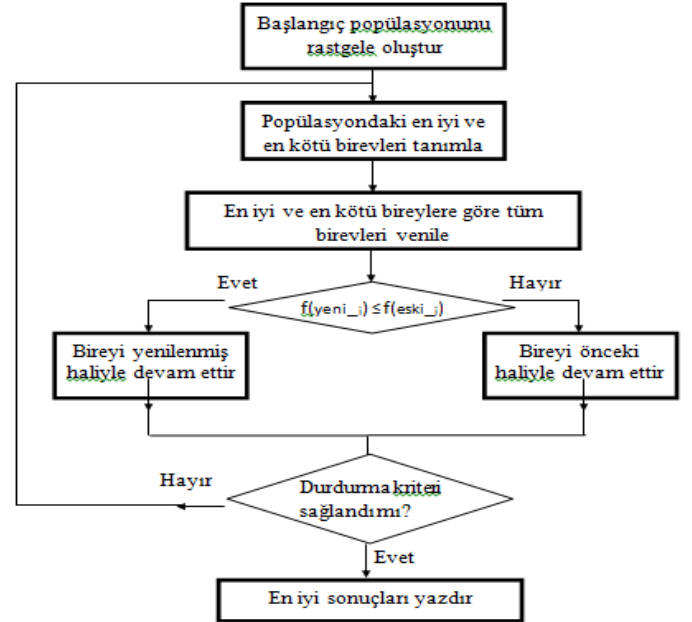 Başlangıç popülasyonunu
rastgele oluştur
Popülasyondaki en iyi ve
en kötü birevleri tanımla
En iyi ve en kötü bireylere göre tüm
birevleri venile
Evet
Hayır
f(yeni_i) ≤ f(eski_i)
Bireyi yenilenmiş
haliyle devam ettir
Bireyi önceki
haliyle devam ettir
Hayır
Durdurma kriteri
sağlandı mı?
Evet
En iyi sonuçları yazdır